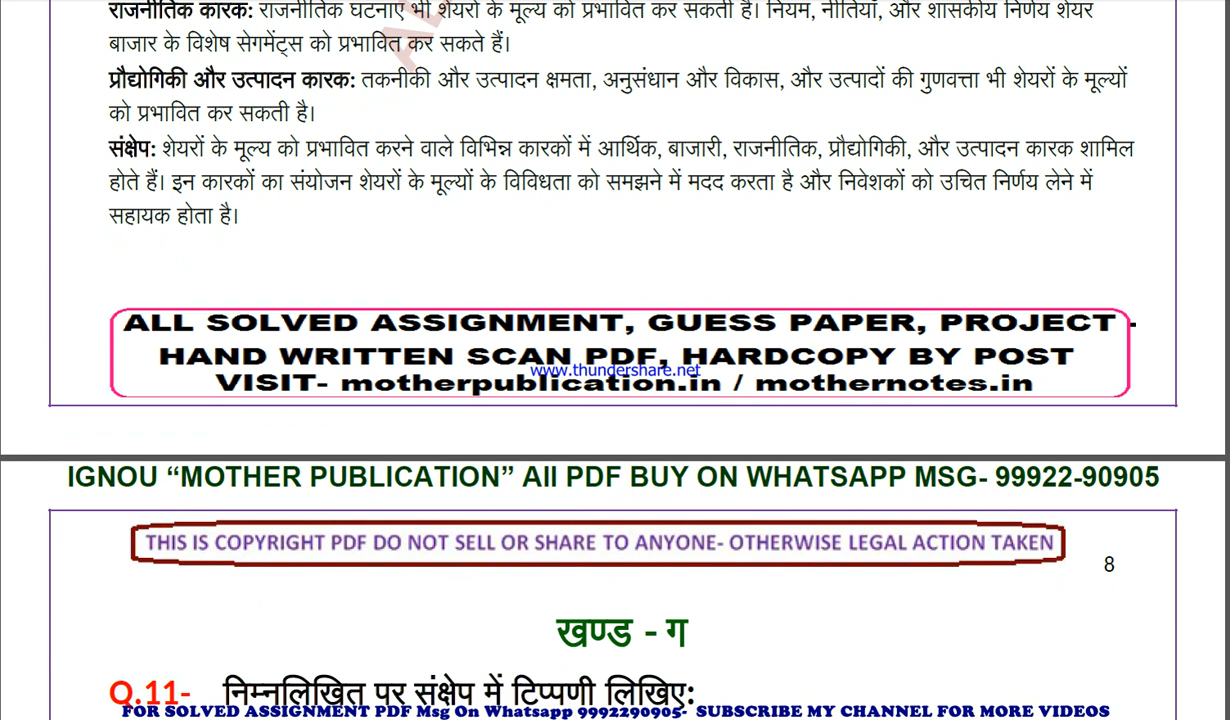 राजनीतिक कारक: राजनीतिक घटनाएं भी शेयरों के मूल्य को प्रभावित कर सकती हैं। नियम, नीतियाँ, और शासकीय निर्णय शेयर
बाजार के विशेष सेगमेंट्स को प्रभावित कर सकते हैं।
प्रौद्योगिकी और उत्पादन कारक: तकनीकी और उत्पादन क्षमता, अनुसंधान और विकास, और उत्पादों की गुणवत्ता भी शेयरों के मूल्यों
को प्रभावित कर सकती है।
संक्षेप: शेयरों के मूल्य को प्रभावित करने वाले विभिन्न कारकों में आर्थिक, बाजारी, राजनीतिक, प्रौद्योगिकी, और उत्पादन कारक शामिल
होते हैं। इन कारकों का संयोजन शेयरों के मूल्यों के विविधता को समझने में मदद करता है और निवेशकों को उचित निर्णय लेने में
सहायक होता है।
ALL SOLVED ASSIGNMENT, GUESS PAPER, PROJECT -
HAND WRITTEN SCAN PDF, HARDCOPY BY POST
www.thundershare.net
VISIT- motherpublication.in / mothernotes.in
IGNOU “MOTHER PUBLICATION” All PDF BUY ON WHATSAPP MSG- 99922-90905
THIS IS COPYRIGHT PDF DO NOT SELL OR SHARE TO ANYONE- OTHERWISE LEGAL ACTION TAKEN
8
खण्ड - ग
Q.11- निम्नलिखित पर संक्षेप में टिप्पणी लिखिए:
FOR SOLVED ASSIGNMENT PDF Msg On Whatsapp 9992290905- SUBSCRIBE MY CHANNEL FOR MORE VIDEOS